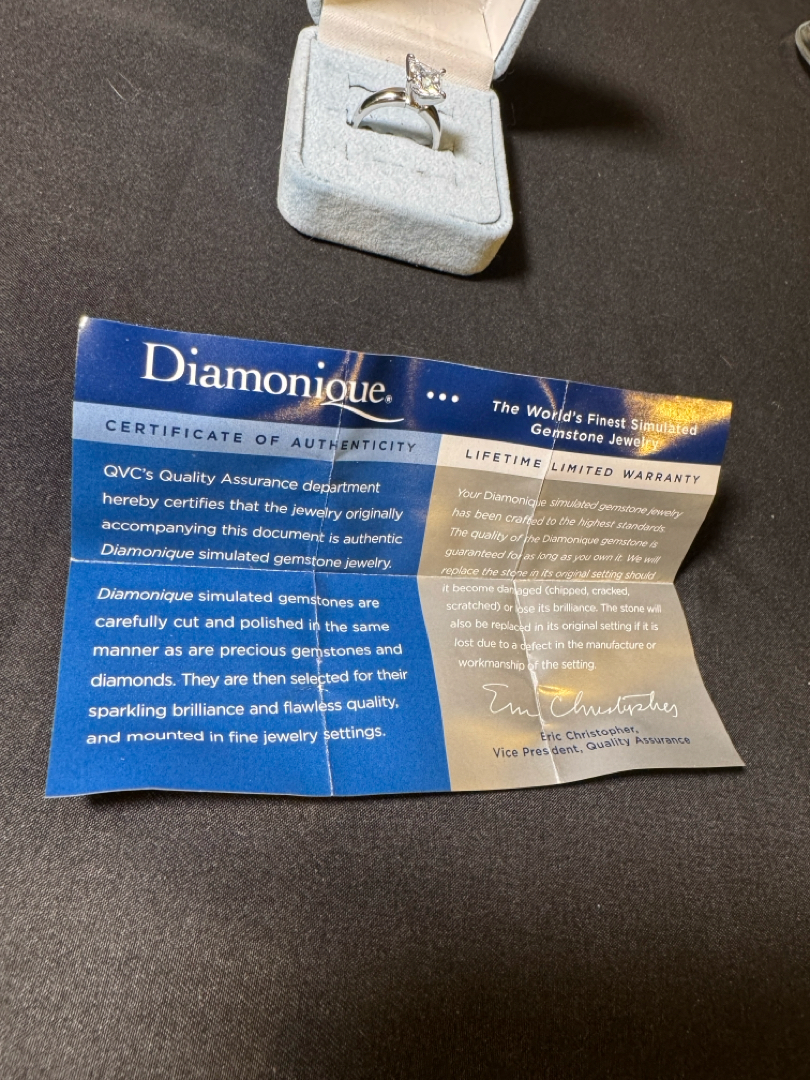 Diamonique® •••
The World's Finest Simulated
Gemstone Jewelry
CERTIFICATE OF AUTHENTICITY
QVC's Quality Assurance department
hereby certifies that the jewelry originally
accompanying this document is authentic
Diamonique simulated gemstone jewelry.
Diamonique simulated gemstones are
carefully cut and polished in the same
manner as are precious gemstones and
diamonds. They are then selected for their
sparkling brilliance and flawless quality,
and mounted in fine jewelry settings.
LIFETIME LIMITED WARRANTY
Your Diamonique simulated gemstone jewelry
has been crafted to the highest standards.
The quality of the Diamonique gemstone is
guaranteed for as long as you own it. We will
replace the stone in its original setting should
it become damaged (chipped, cracked,
scratched) or lose its brilliance. The stone will
also be replaced in its original setting if it is
lost due to a defect in the manufacture or
workmanship of the setting.
Eric Christopher
Eric Christopher,
Vice President, Quality Assurance